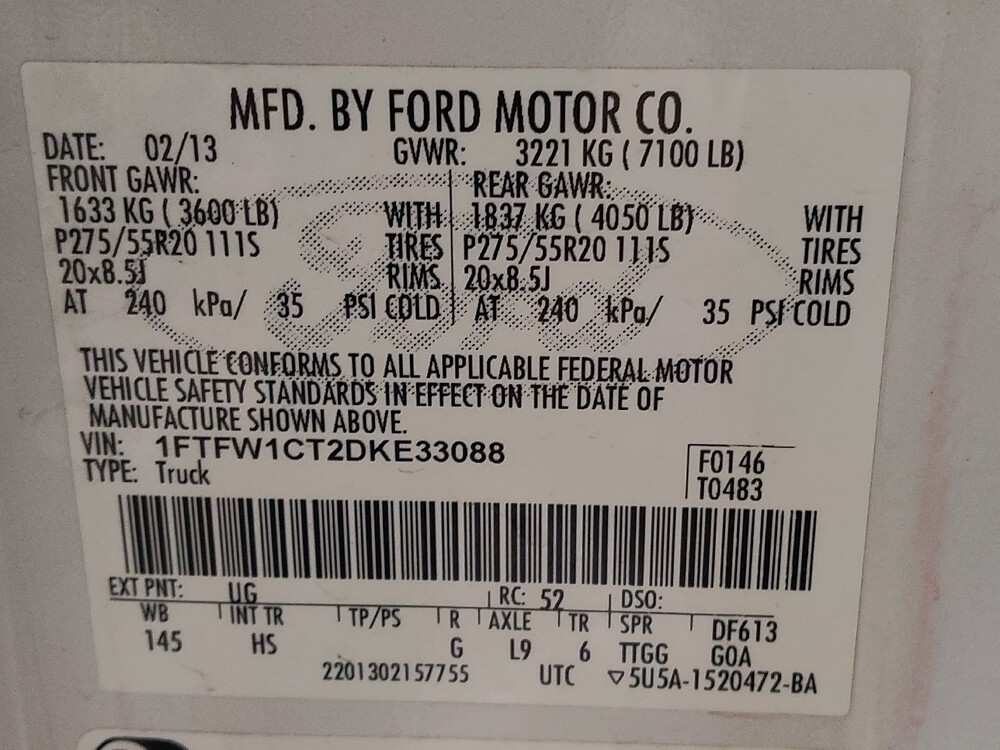 MFD. BY FORD MOTOR CO.
DATE: 02/13 GVWR: 3221 KG ( 7100 LB)
FRONT GAWR: REAR GAWR:
1633 KG ( 3600 LB) WITH 1837 KG ( 4050 LB) WITH
P275/55R20 111S TIRES P275/55R20 111S TIRES
20x8.5J RIMS 20x8.5J RIMS
AT 240 kPa/ 35 PSI COLD AT 240 kPa/ 35 PSI COLD
Ford
THIS VEHICLE CONFORMS TO ALL APPLICABLE FEDERAL MOTOR
VEHICLE SAFETY STANDARDS IN EFFECT ON THE DATE OF
MANUFACTURE SHOWN ABOVE.
VIN: 1FTFW1CT2DKE33088 F0146
TYPE: Truck T0483
EXT PNT: UG RC: 52 DSO:
WB INT TR TP/PS R AXLE TR SPR DF613
145 HS G L9 6 TTGG GOA
2201302157755 UTC ▽5U5A-1520472-BA